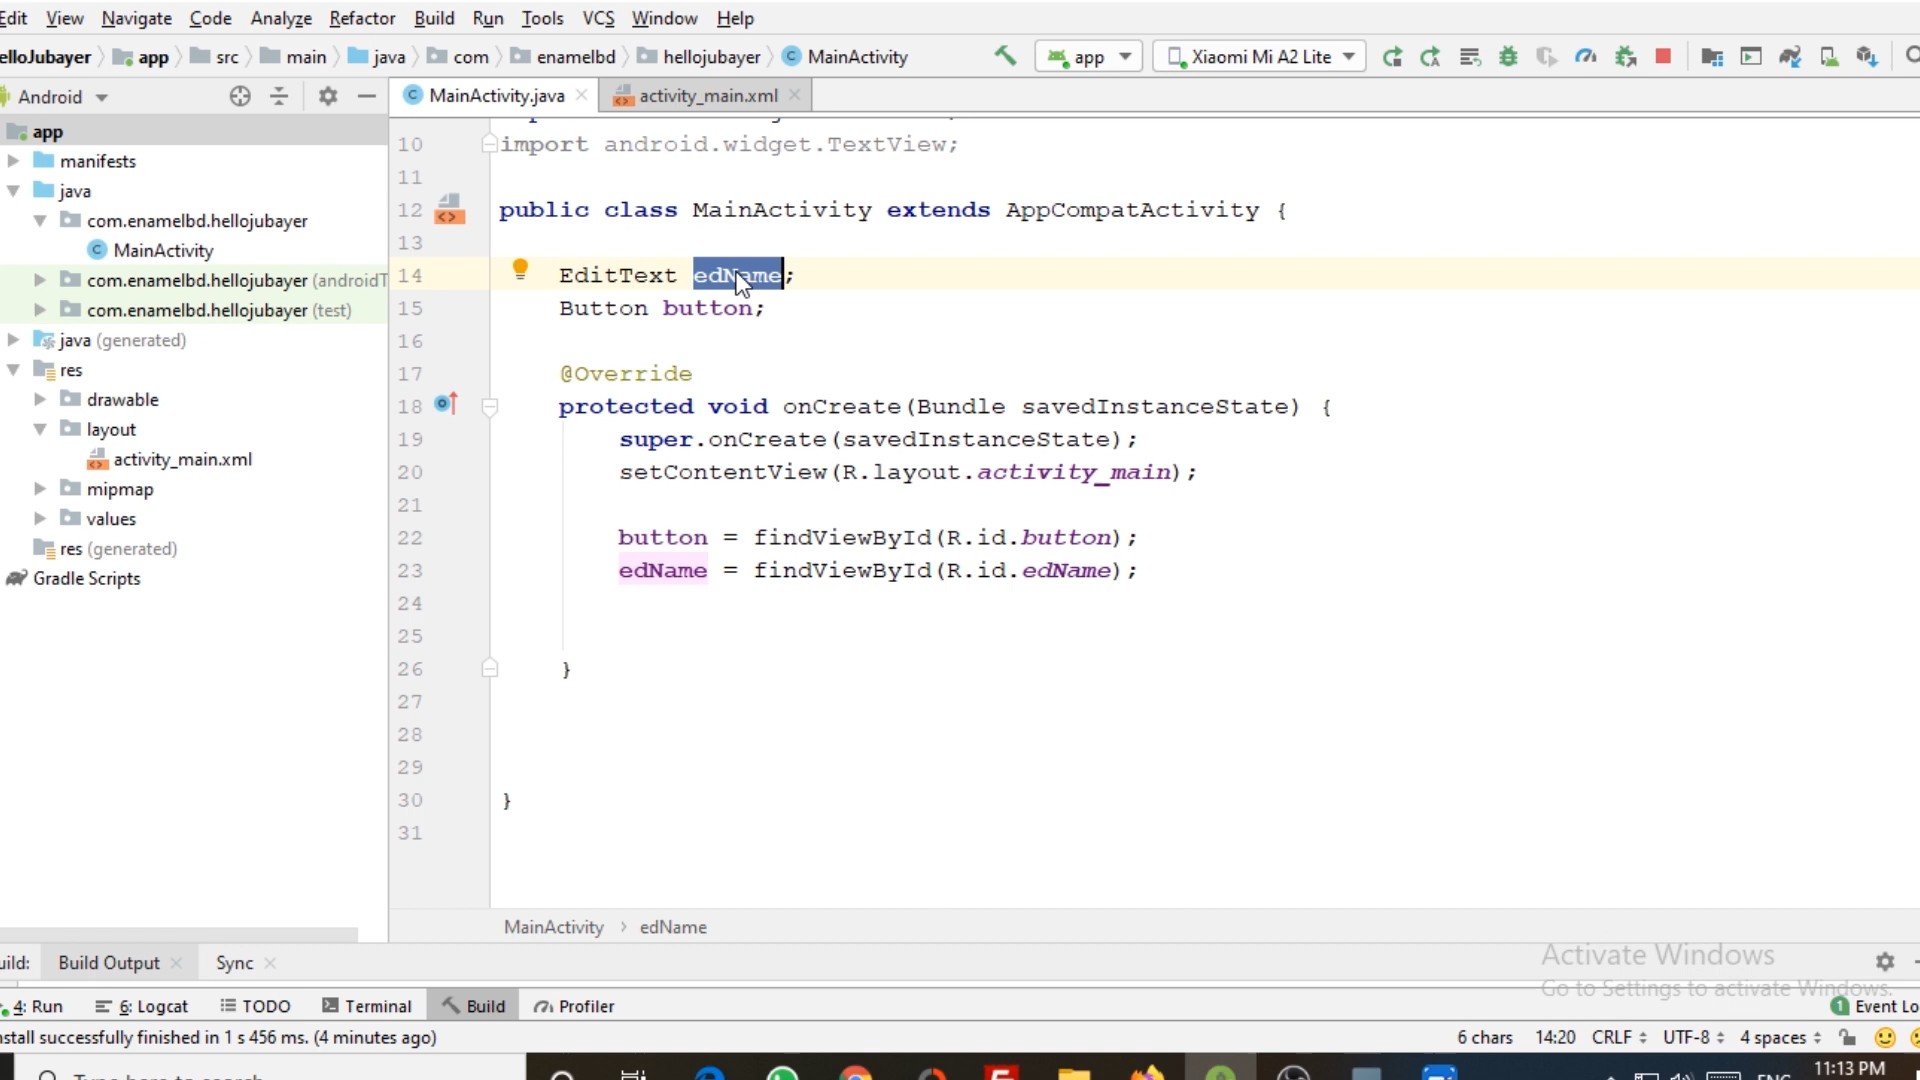 Edit View Navigate Code Analyze Refactor Build Run Tools VCS Window Help
elloJubayer app src main java com enamelbd hellojubayer MainActivity app Xiaomi Mi A2 Lite
Android MainActivity.java activity_main.xml
app
manifests
java
com.enamelbd.hellojubayer
MainActivity
com.enamelbd.hellojubayer (androidT
com.enamelbd.hellojubayer (test)
java (generated)
res
drawable
layout
activity_main.xml
mipmap
values
res (generated)
Gradle Scripts
10 import android.widget.TextView;
11
12 public class MainActivity extends AppCompatActivity {
13
14 EditText edName;
15 Button button;
16
17 @Override
18 protected void onCreate(Bundle savedInstanceState) {
19 super.onCreate(savedInstanceState);
20 setContentView(R.layout.activity_main);
21
22 button = findViewById(R.id.button);
23 edName = findViewById(R.id.edName);
24
25
26 }
27
28
29
30 }
31
MainActivity › edName
Activate Windows
Go to Settings to activate Windows.
uild: Build Output Sync
4: Run 6: Logcat TODO Terminal Build Profiler 1 Event Lo
nstall successfully finished in 1 s 456 ms. (4 minutes ago) 6 chars 14:20 CRLF UTF-8 4 spaces
Type here to search ENG 11:13 PM